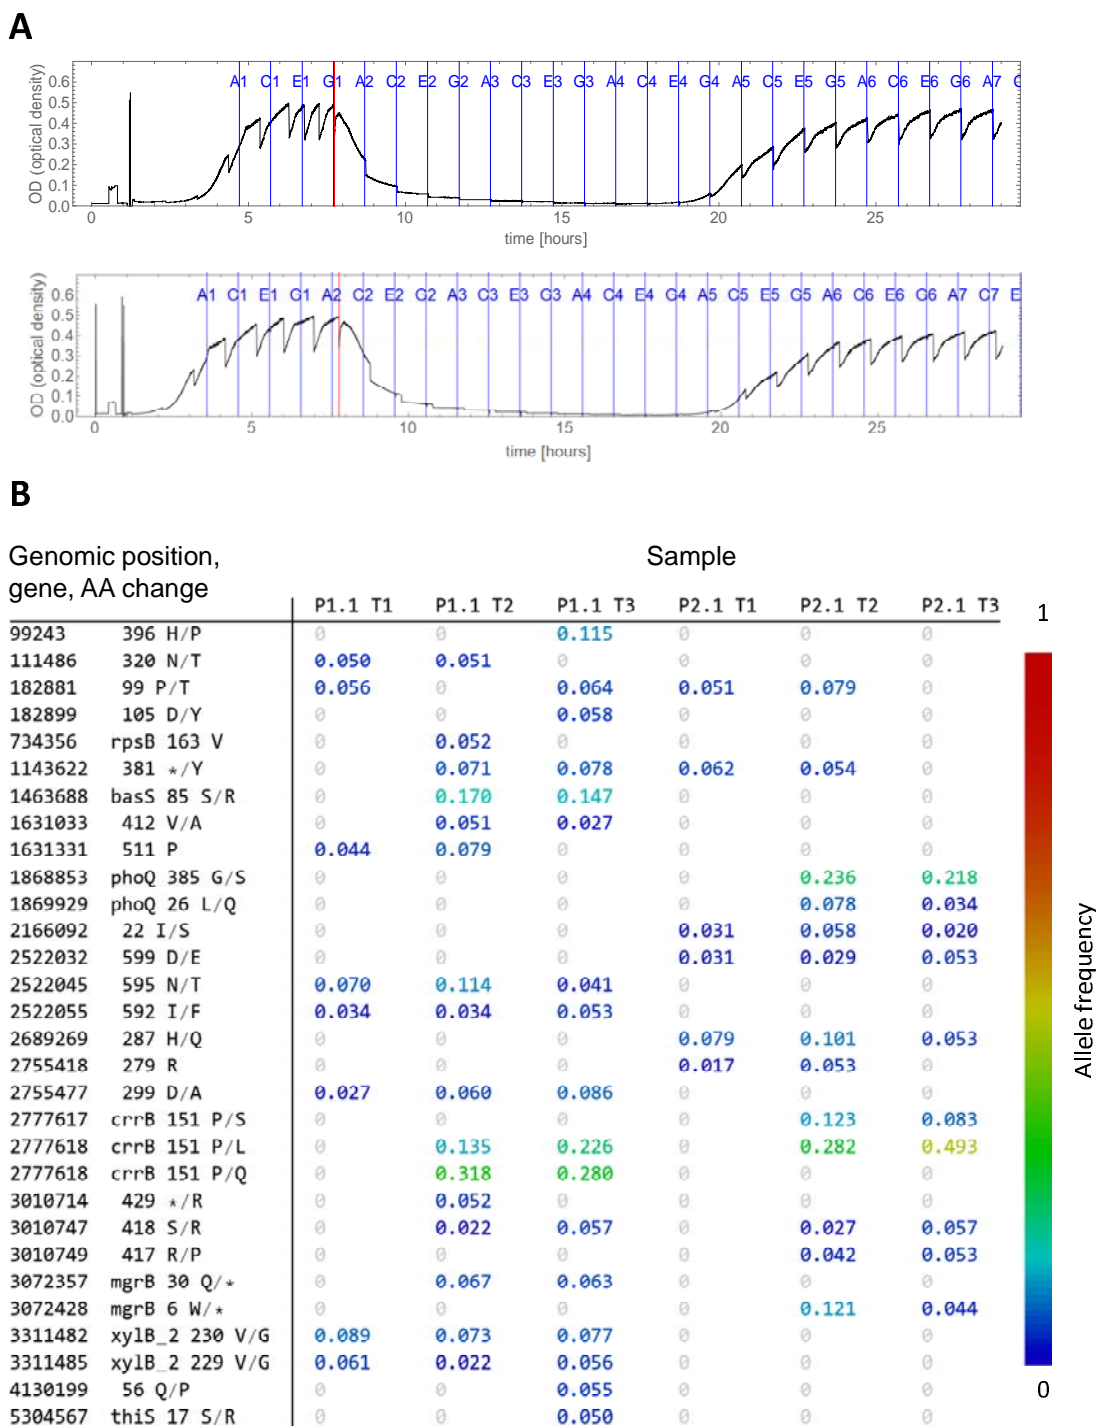 A
OD (optical density)
0.6
0.5
0.4
0.3
0.2
0.1
0.0
A1 C1 E1 G1 A2 C2 E2 G2 A3 C3 E3 G3 A4 C4 E4 G4 A5 C5 E5 G5 A6 C6 E6 G6 A7
0 5 10 15 20 25
time [hours]
OD (optical density)
0.6
0.5
0.4
0.3
0.2
0.1
0.0
A1 C1 E1 G1 A2 C2 E2 G2 A3 C3 E3 G3 A4 C4 E4 G4 A5 C5 E5 G5 A6 C6 E6 G6 A7 C7 E
0 5 10 15 20 25
time [hours]
B
Genomic position,
gene, AA change
Sample
P1.1 T1 P1.1 T2 P1.1 T3 P2.1 T1 P2.1 T2 P2.1 T3
99243 396 H/P 0 0 0.115 0 0 0
111486 320 N/T 0.050 0.051 0 0 0 0
182881 99 P/T 0.056 0 0.064 0.051 0.079 0
182899 105 D/Y 0 0 0.058 0 0 0
734356 rpsB 163 V 0 0.052 0 0 0 0
1143622 381 */Y 0 0.071 0.078 0.062 0.054 0
1463688 basS 85 S/R 0 0.170 0.147 0 0 0
1631033 412 V/A 0 0.051 0.027 0 0 0
1631331 511 P 0.044 0.079 0 0 0 0
1868853 phoQ 385 G/S 0 0 0 0 0.236 0.218
1869929 phoQ 26 L/Q 0 0 0 0 0.078 0.034
2166092 22 I/S 0 0 0 0.031 0.058 0.020
2522032 599 D/E 0 0 0 0.031 0.029 0.053
2522045 595 N/T 0.070 0.114 0.041 0 0 0
2522055 592 I/F 0.034 0.034 0.053 0 0 0
2689269 287 H/Q 0 0 0 0.079 0.101 0.053
2755418 279 R 0 0 0 0.017 0.053 0
2755477 299 D/A 0.027 0.060 0.086 0 0 0
2777617 crrB 151 P/S 0 0 0 0 0.123 0.083
2777618 crrB 151 P/L 0 0.135 0.226 0 0.282 0.493
2777618 crrB 151 P/Q 0 0.318 0.280 0 0 0
3010714 429 */R 0 0.052 0 0 0 0
3010747 418 S/R 0 0.022 0.057 0 0.027 0.057
3010749 417 R/P 0 0 0 0 0.042 0.053
3072357 mgrB 30 Q/* 0 0.067 0.063 0 0 0
3072428 mgrB 6 W/* 0 0 0 0 0.121 0.044
3311482 xylB_2 230 V/G 0.089 0.073 0.077 0 0 0
3311485 xylB_2 229 V/G 0.061 0.022 0.056 0 0 0
4130199 56 Q/P 0 0 0.055 0 0 0
5304567 thiS 17 S/R 0 0 0.050 0 0 0
1
Allele frequency
0